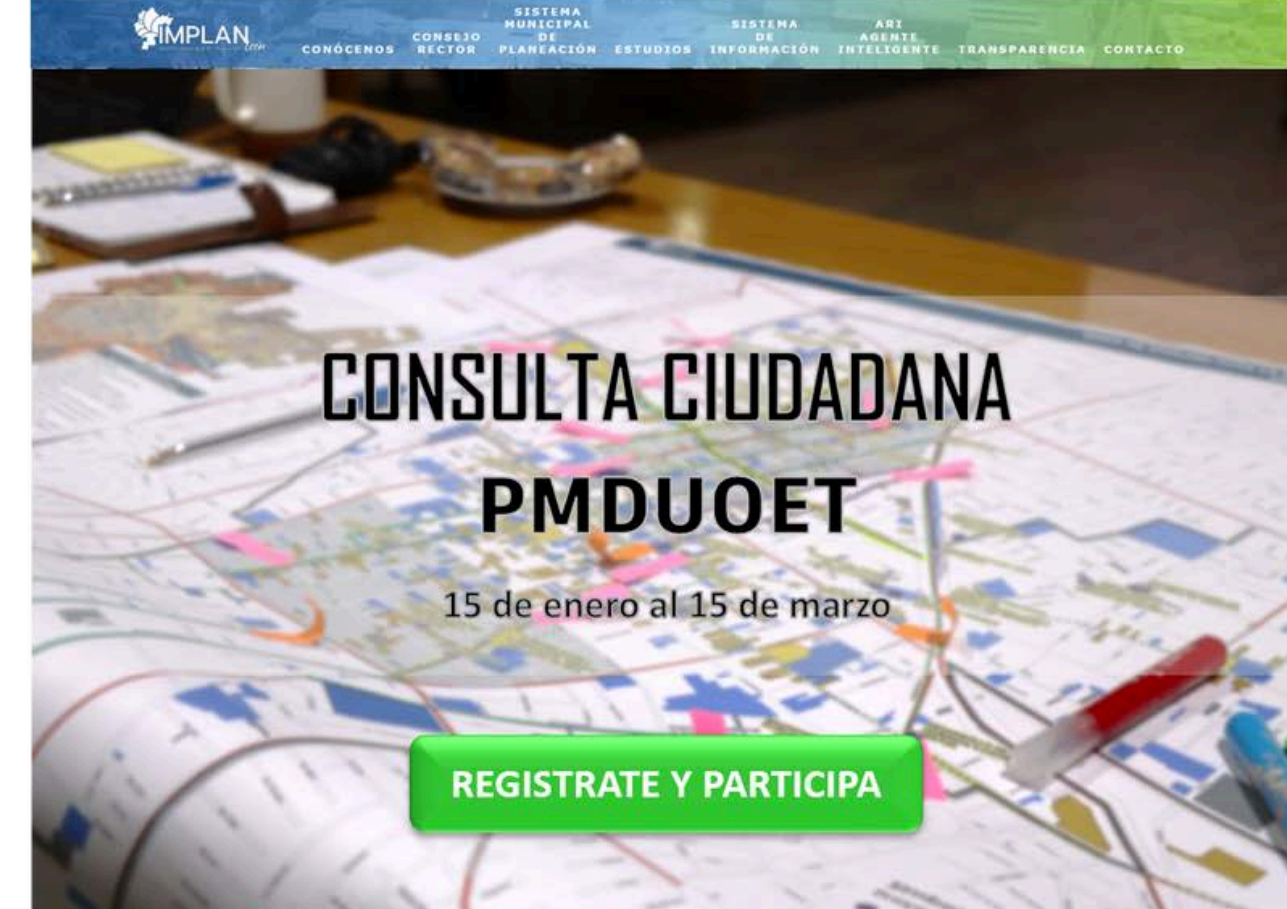 IMPLAN
León
CONÓCENOS
CONSEJO
RECTOR
SISTEMA
MUNICIPAL
DE
PLANEACIÓN
ESTUDIOS
SISTEMA
DE
INFORMACIÓN
ARI
AGENTE
INTELIGENTE
TRANSPARENCIA
CONTACTO
CONSULTA CIUDADANA
PMDUOET
15 de enero al 15 de marzo
REGISTRATE Y PARTICIPA